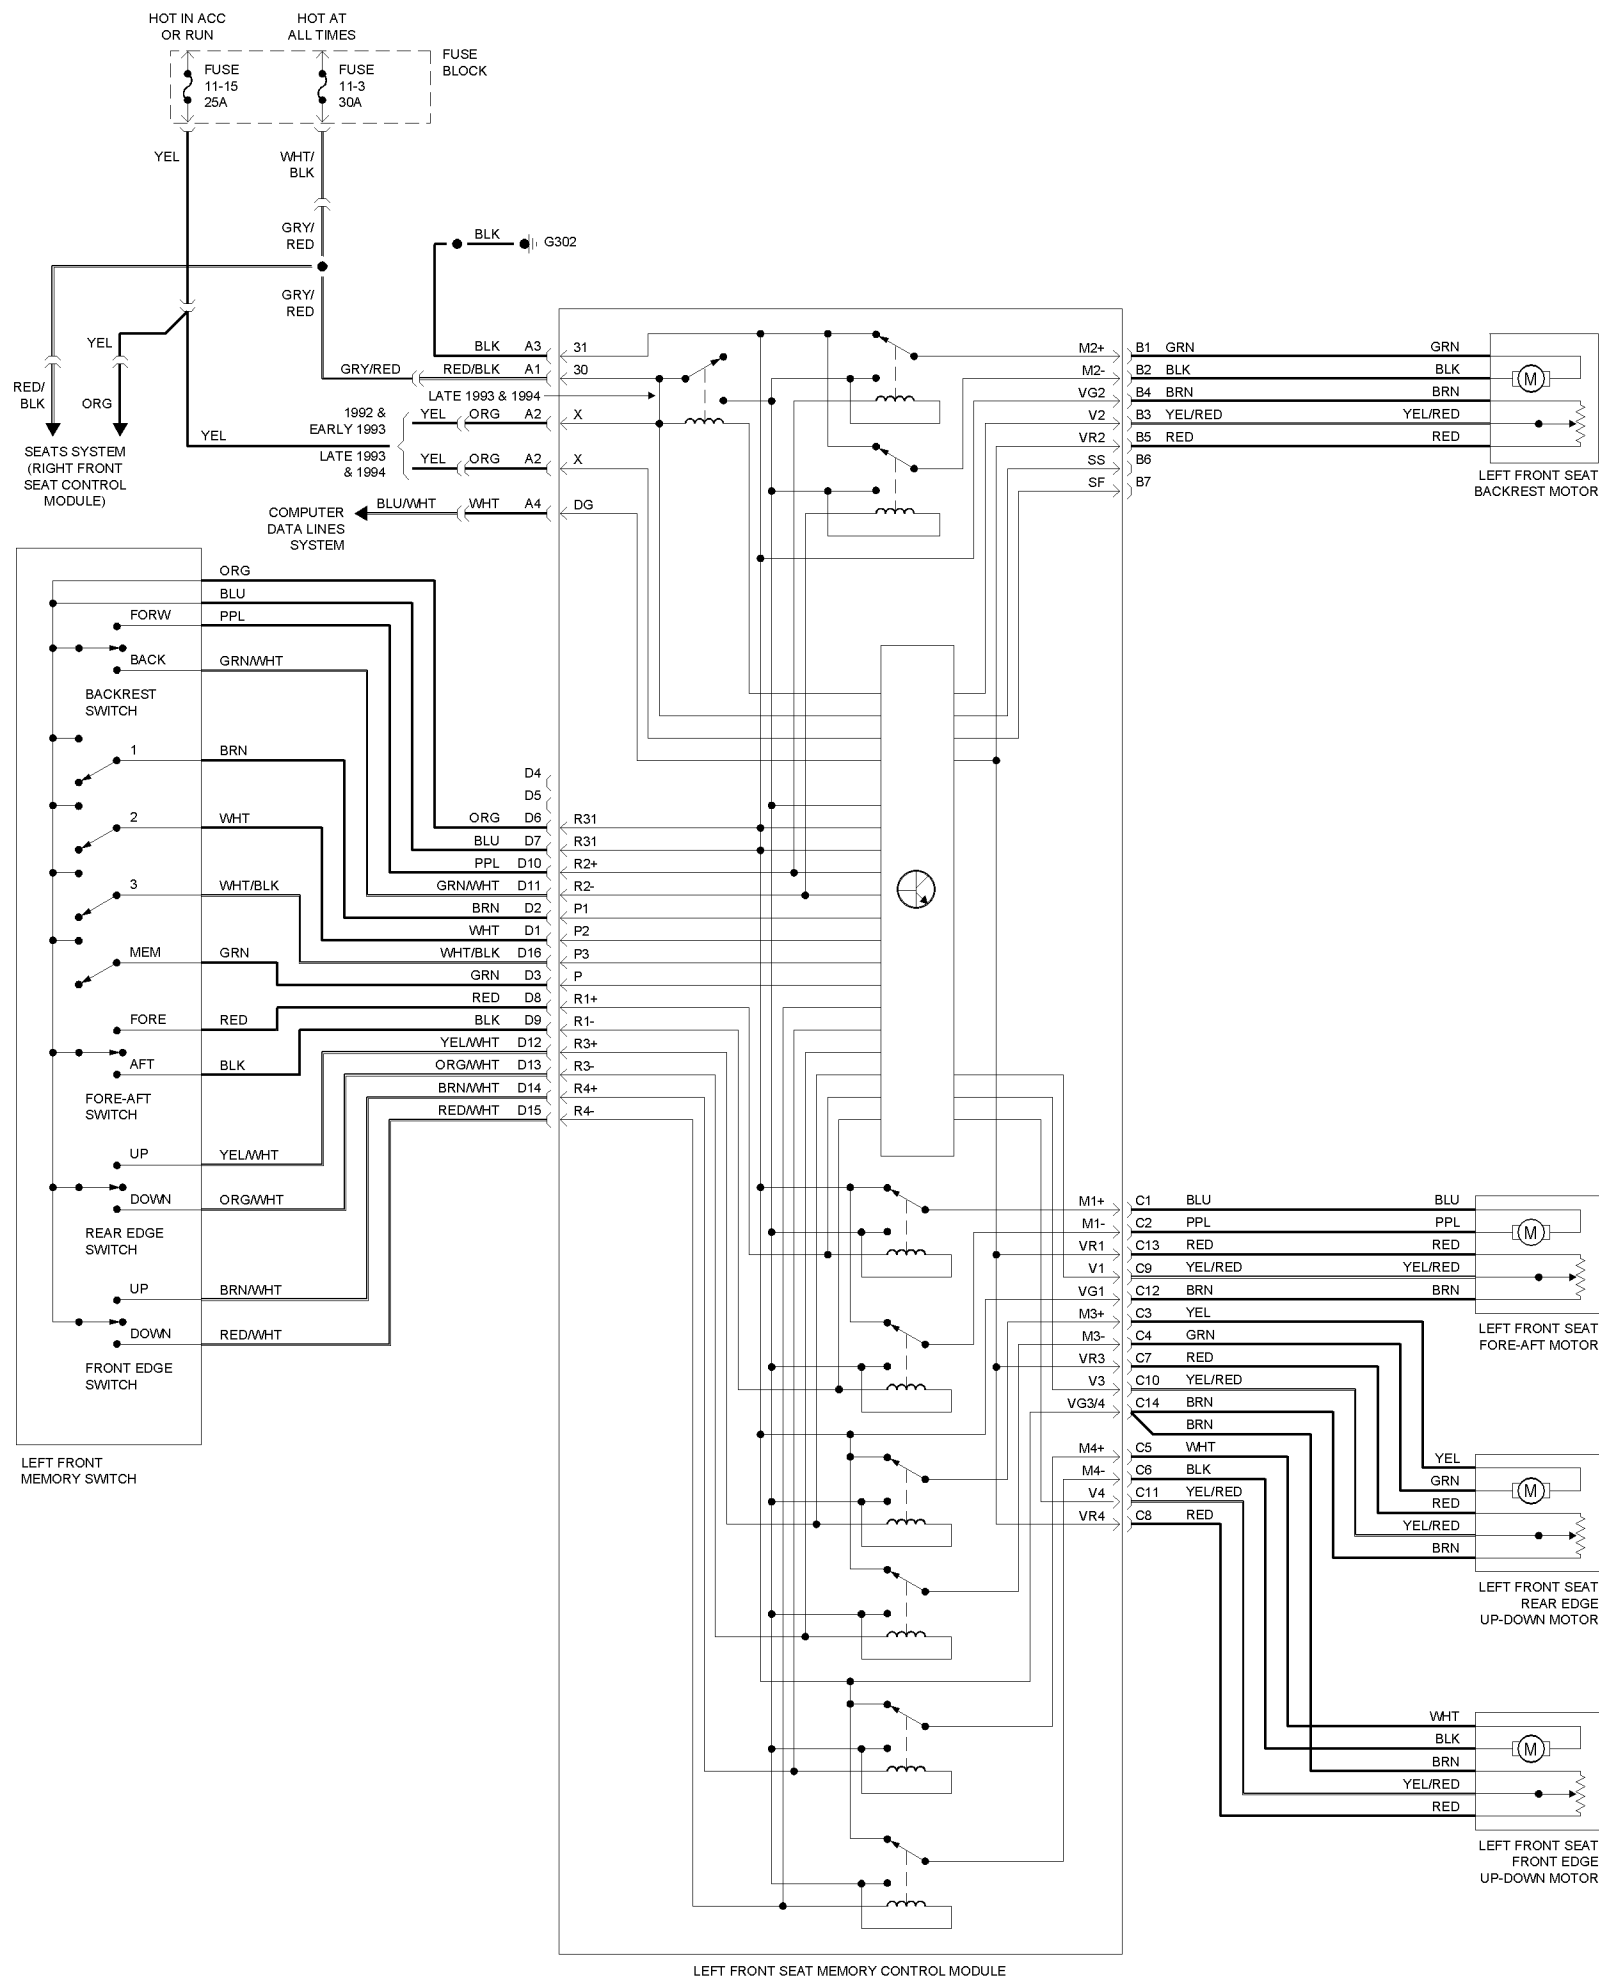 HOT IN ACC
OR RUN
HOT AT
ALL TIMES
FUSE
BLOCK
FUSE
11-15
25A
FUSE
11-3
30A
YEL
WHT/
BLK
GRY/
RED
GRY/
RED
BLK
G302
YEL
RED/
BLK
ORG
SEATS SYSTEM
(RIGHT FRONT
SEAT CONTROL
MODULE)
BLK A3 31
GRY/RED RED/BLK A1 30
LATE 1993 & 1994
1992 &
EARLY 1993
YEL ORG A2 X
YEL
LATE 1993
& 1994
YEL ORG A2 X
COMPUTER
DATA LINES
SYSTEM
BLU/WHT WHT A4 DG
M2+ B1 GRN GRN
M2- B2 BLK BLK
VG2 B4 BRN BRN
V2 B3 YEL/RED YEL/RED
VR2 B5 RED RED
SS B6
SF B7
M
LEFT FRONT SEAT
BACKREST MOTOR
ORG
BLU
FORW PPL
BACK GRN/WHT
BACKREST
SWITCH
1 BRN
2 WHT
3 WHT/BLK
MEM GRN
FORE RED
AFT BLK
FORE-AFT
SWITCH
UP YEL/WHT
DOWN ORG/WHT
REAR EDGE
SWITCH
UP BRN/WHT
DOWN RED/WHT
FRONT EDGE
SWITCH
LEFT FRONT
MEMORY SWITCH
D4
D5
ORG D6 R31
BLU D7 R31
PPL D10 R2+
GRN/WHT D11 R2-
BRN D2 P1
WHT D1 P2
WHT/BLK D16 P3
GRN D3 P
RED D8 R1+
BLK D9 R1-
YEL/WHT D12 R3+
ORG/WHT D13 R3-
BRN/WHT D14 R4+
RED/WHT D15 R4-
M1+ C1 BLU BLU
M1- C2 PPL PPL
VR1 C13 RED RED
V1 C9 YEL/RED YEL/RED
VG1 C12 BRN BRN
M3+ C3 YEL
M3- C4 GRN
VR3 C7 RED
V3 C10 YEL/RED
VG3/4 C14 BRN
BRN
M4+ C5 WHT
M4- C6 BLK
V4 C11 YEL/RED
VR4 C8 RED
M
LEFT FRONT SEAT
FORE-AFT MOTOR
YEL
GRN
RED
YEL/RED
BRN
M
LEFT FRONT SEAT
REAR EDGE
UP-DOWN MOTOR
WHT
BLK
BRN
YEL/RED
RED
M
LEFT FRONT SEAT
FRONT EDGE
UP-DOWN MOTOR
LEFT FRONT SEAT MEMORY CONTROL MODULE